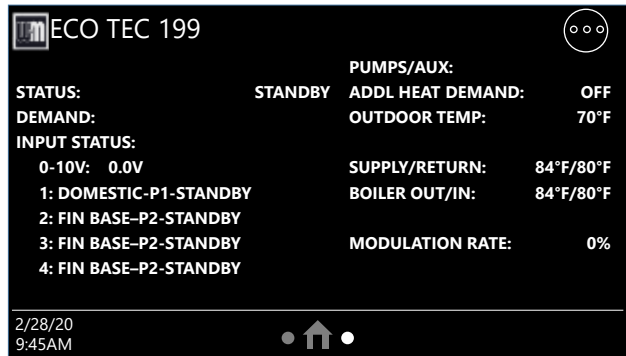 ECO TEC 199
PUMPS/AUX:
STATUS: STANDBY ADDL HEAT DEMAND: OFF
DEMAND: OUTDOOR TEMP: 70°F
INPUT STATUS:
0-10V: 0.0V SUPPLY/RETURN: 84°F/80°F
1: DOMESTIC-P1-STANDBY BOILER OUT/IN: 84°F/80°F
2: FIN BASE–P2-STANDBY
3: FIN BASE–P2-STANDBY MODULATION RATE: 0%
4: FIN BASE–P2-STANDBY
2/28/20
9:45AM